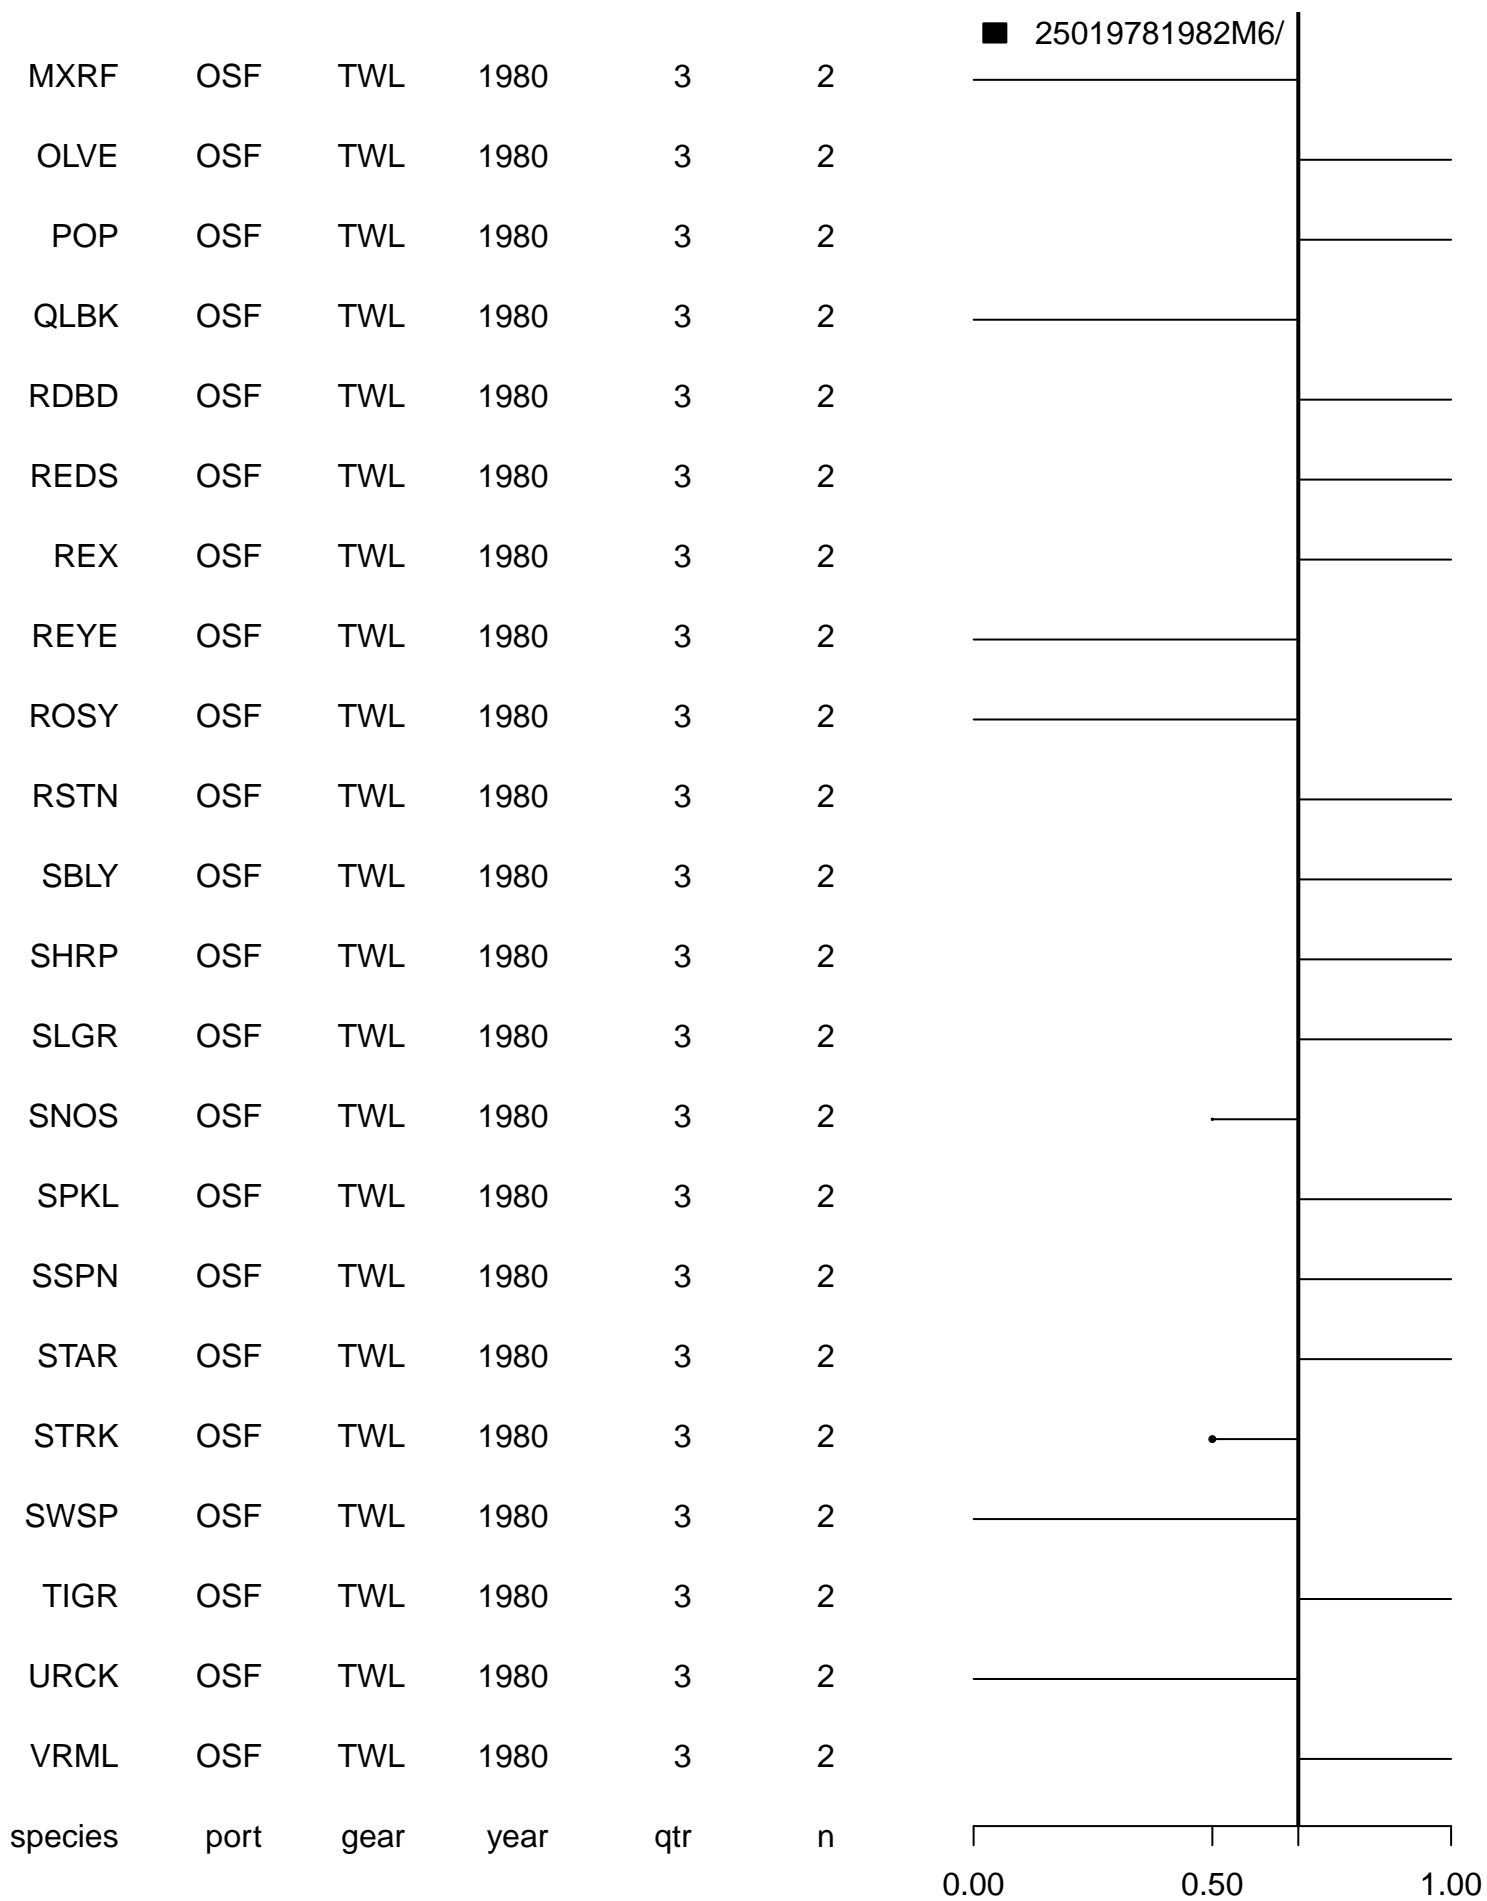 25019781982M6/
MXRF OSF TWL 1980 3 2
OLVE OSF TWL 1980 3 2
POP OSF TWL 1980 3 2
QLBK OSF TWL 1980 3 2
RDBD OSF TWL 1980 3 2
REDS OSF TWL 1980 3 2
REX OSF TWL 1980 3 2
REYE OSF TWL 1980 3 2
ROSY OSF TWL 1980 3 2
RSTN OSF TWL 1980 3 2
SBLY OSF TWL 1980 3 2
SHRP OSF TWL 1980 3 2
SLGR OSF TWL 1980 3 2
SNOS OSF TWL 1980 3 2
SPKL OSF TWL 1980 3 2
SSPN OSF TWL 1980 3 2
STAR OSF TWL 1980 3 2
STRK OSF TWL 1980 3 2
SWSP OSF TWL 1980 3 2
TIGR OSF TWL 1980 3 2
URCK OSF TWL 1980 3 2
VRML OSF TWL 1980 3 2
species port gear year qtr n
0.00 0.50 1.00